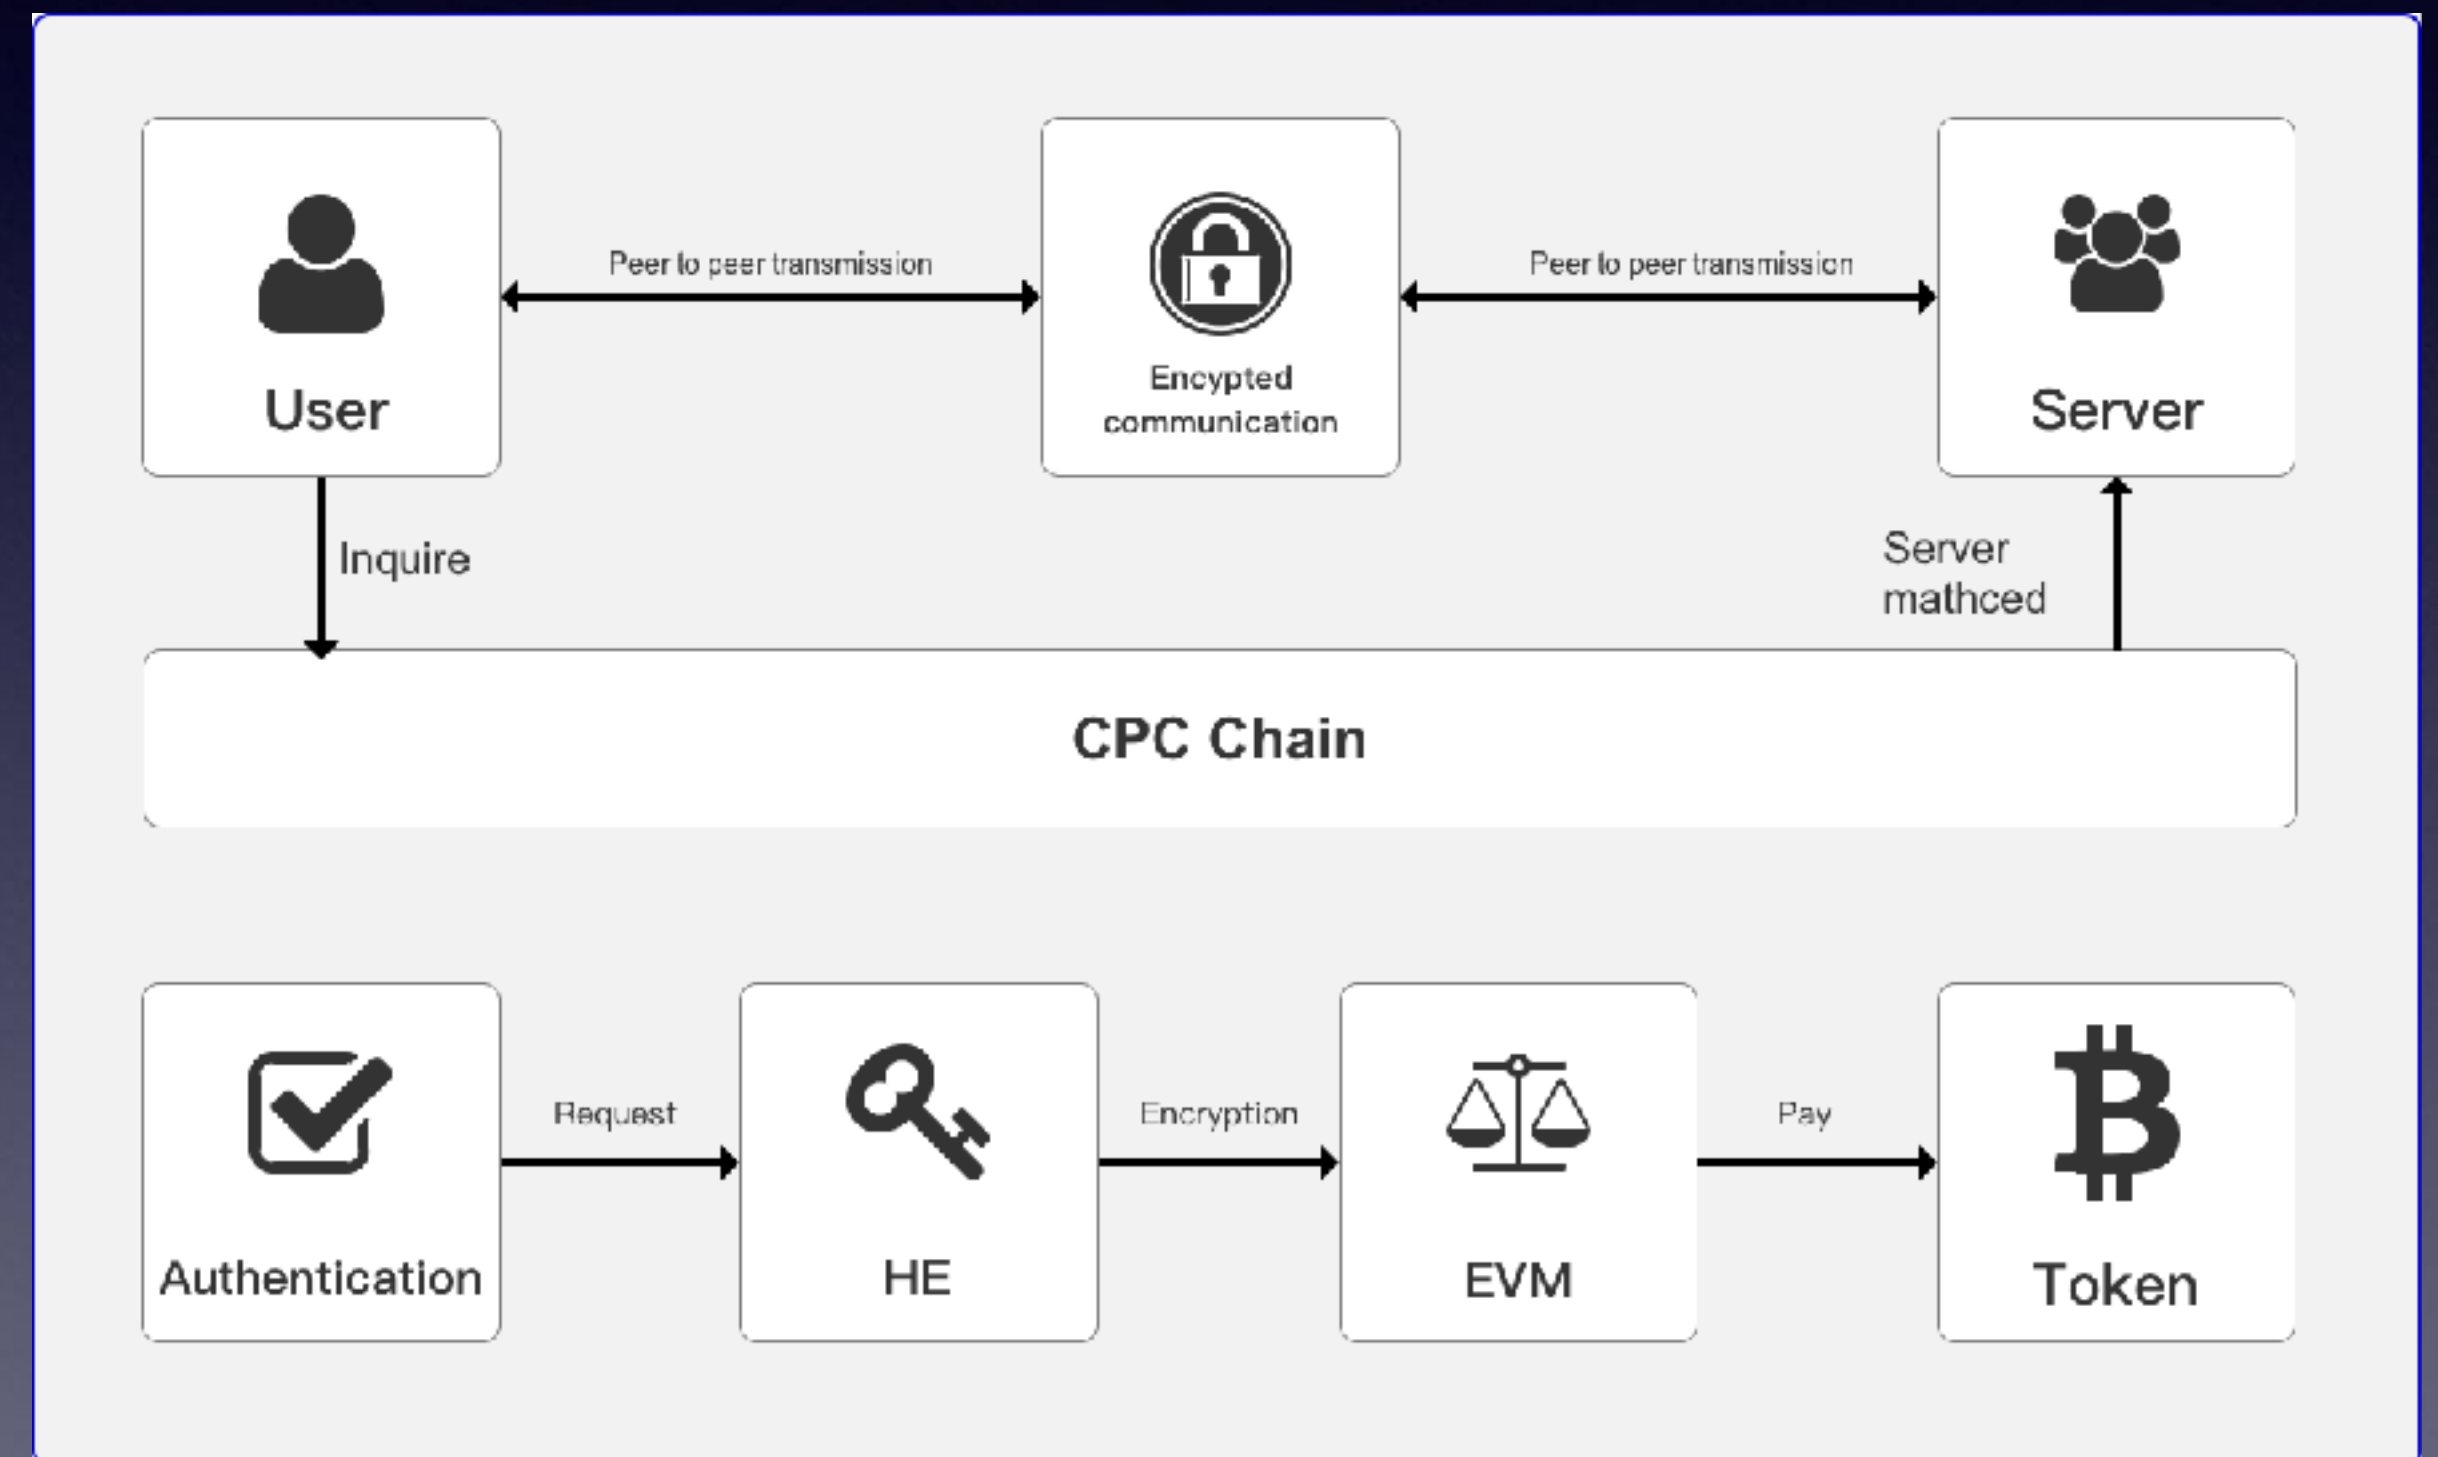 Peer to peer transmission
Peer to peer transmission
User
Encypted
communication
Server
Inquire
Server
mathced
CPC Chain
Request
Encryption
Pay
Authentication
HE
EVM
Token